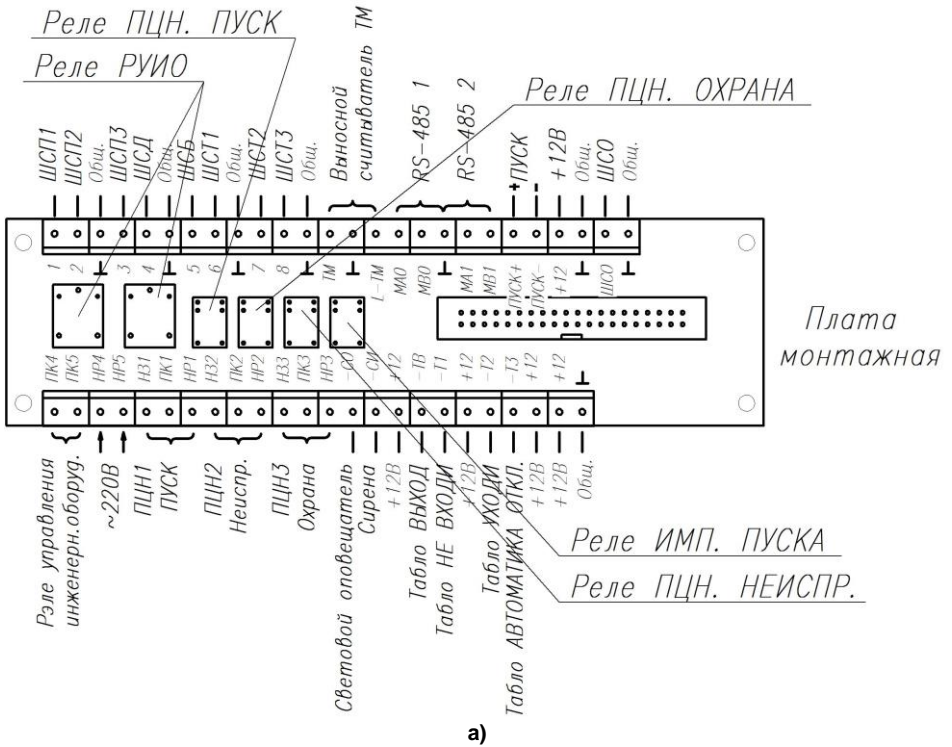 Реле ПЦН. ПУСК
Реле РУИО
Реле ПЦН. ОХРАНА
ШСП1
ШСП2
Общ.
ШСП3
ШСД
Общ.
ШСБ
ШСТ1
Общ.
ШСТ2
ШСТ3
Общ.
Выносной
считыватель ТМ
RS-485 1
RS-485 2
+ ПУСК -
+12В
Общ.
ШСО
Общ.
1
2
⊥
3
4
⊥
5
6
⊥
7
8
⊥
ТМ
⊥
L-ТМ
МА0
МВ0
⊥
МА1
МВ1
ПУСК+
ПУСК-
+12
⊥
ШСО
⊥
Плата
монтажная
ПК4
ПК5
НР4
НР5
НЗ1
ПК1
НР1
НЗ2
ПК2
НР2
НЗ3
ПК3
НР3
-СО
-СИ
+12
-ТВ
-Т1
+12
-Т2
-Т3
+12
+12
⊥
Рэле управления
инженерн.оборуд.
~220В
ПЦН1
ПУСК
ПЦН2
Неиспр.
ПЦН3
Охрана
Световой оповещатель
Сирена
+12В
Табло ВЫХОД
Табло НЕ ВХОДИ
+12В
Табло УХОДИ
Табло АВТОМАТИКА ОТКЛ.
+12В
+12В
Общ.
Реле ИМП. ПУСКА
Реле ПЦН. НЕИСПР.
а)